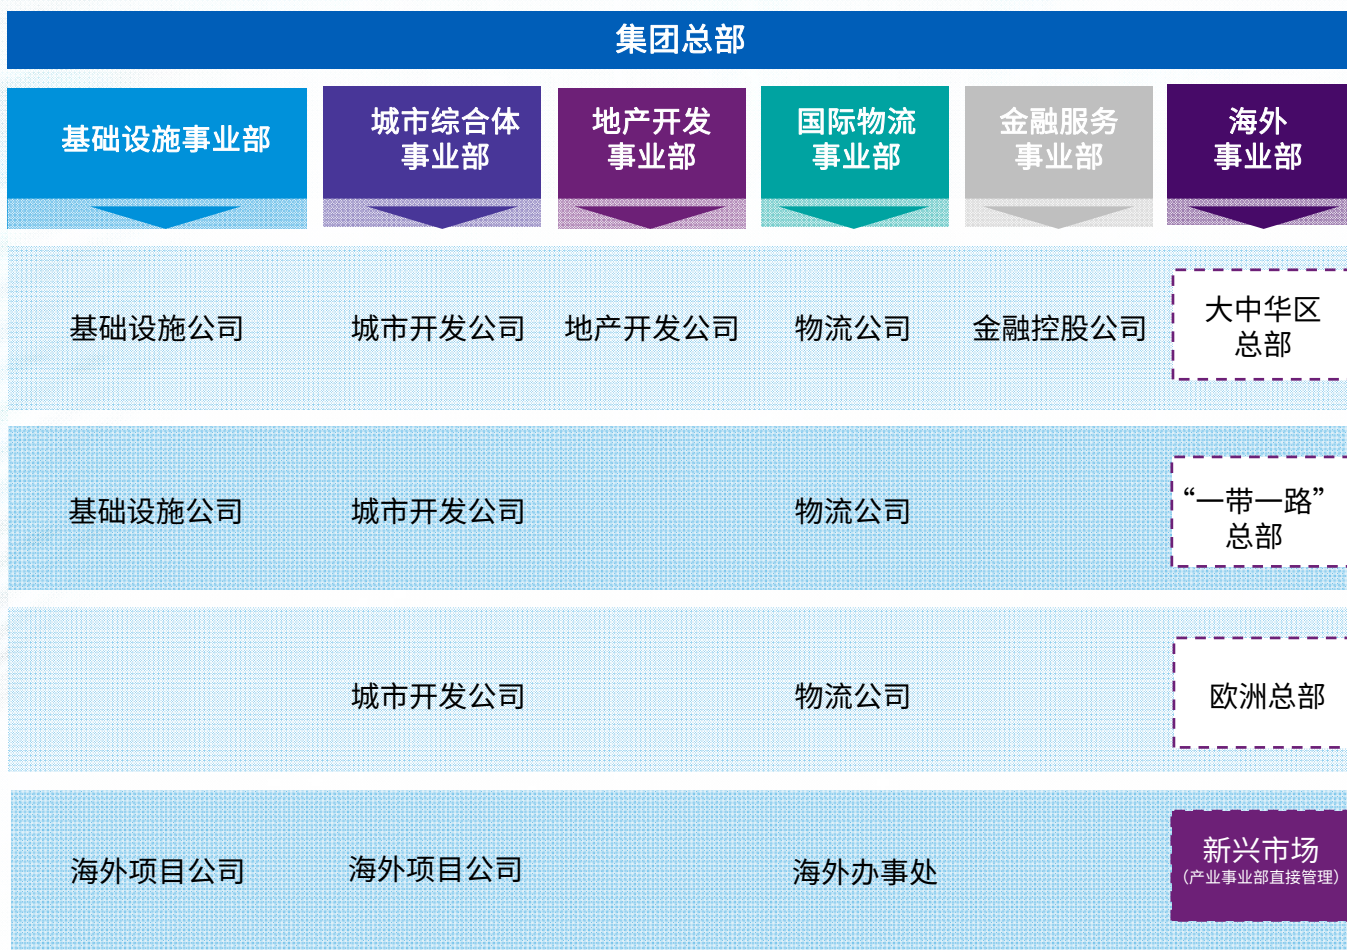 集团总部
基础设施事业部
城市综合体
事业部
地产开发
事业部
国际物流
事业部
金融服务
事业部
海外
事业部
基础设施公司
城市开发公司
地产开发公司
物流公司
金融控股公司
大中华区
总部
基础设施公司
城市开发公司
物流公司
“一带一路”
总部
城市开发公司
物流公司
欧洲总部
海外项目公司
海外项目公司
海外办事处
新兴市场
（产业事业部直接管理）